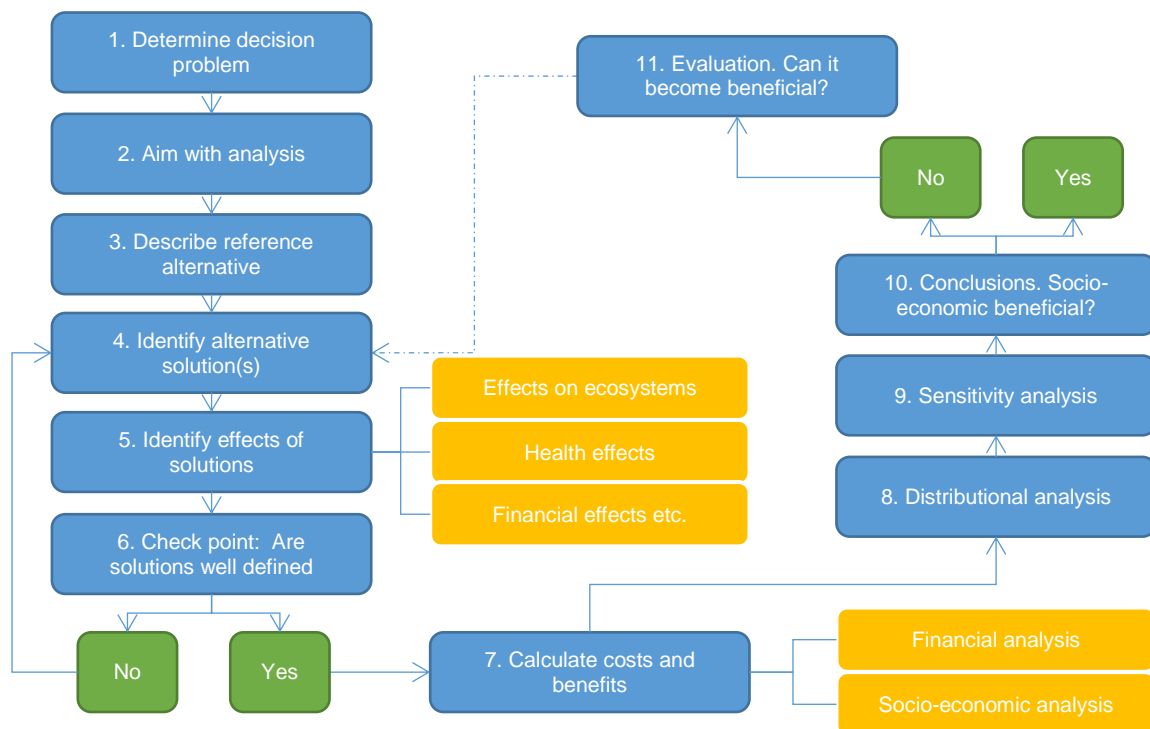 1. Determine decision
problem
2. Aim with analysis
3. Describe reference
alternative
4. Identify alternative
solution(s)
5. Identify effects of
solutions
Effects on ecosystems
Health effects
Financial effects etc.
6. Check point:  Are
solutions well defined
No
Yes
7. Calculate costs and
benefits
Financial analysis
Socio-economic analysis
8. Distributional analysis
9. Sensitivity analysis
10. Conclusions. Socio-
economic beneficial?
No
Yes
11. Evaluation. Can it
become beneficial?